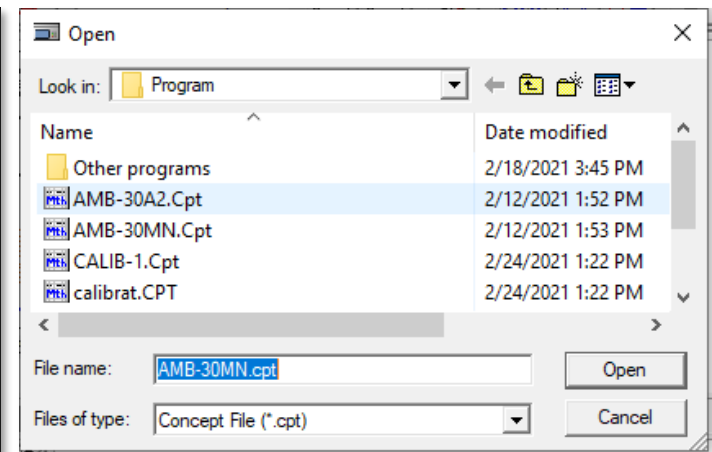 Open
Look in: Program
Name Date modified
Other programs 2/18/2021 3:45 PM
AMB-30A2.Cpt 2/12/2021 1:52 PM
AMB-30MN.Cpt 2/12/2021 1:53 PM
CALIB-1.Cpt 2/24/2021 1:22 PM
calibrat.CPT 2/24/2021 1:22 PM
File name: AMB-30MN.cpt Open
Files of type: Concept File (*.cpt) Cancel